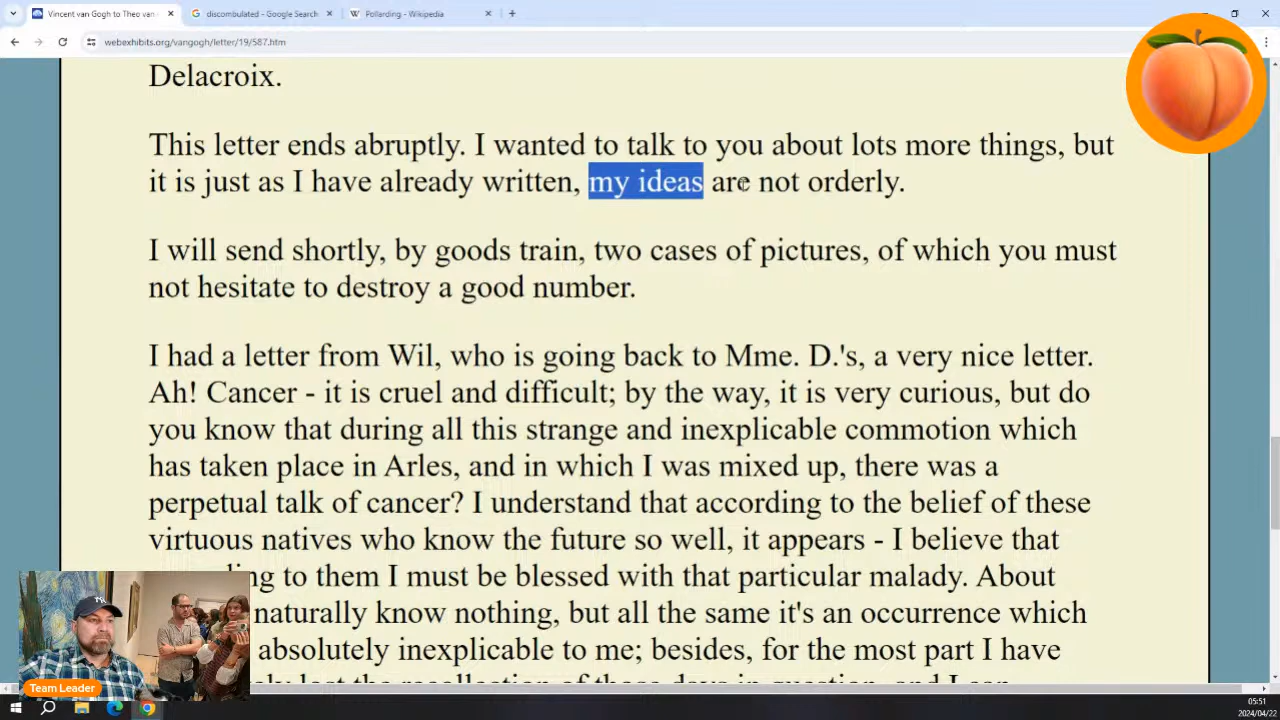 Vincent van Gogh to Theo van
discombulated - Google Search
Pollarding - Wikipedia
webexhibits.org/vangogh/letter/19/587.htm
Delacroix.
This letter ends abruptly. I wanted to talk to you about lots more things, but
it is just as I have already written, my ideas are not orderly.
I will send shortly, by goods train, two cases of pictures, of which you must
not hesitate to destroy a good number.
I had a letter from Wil, who is going back to Mme. D.'s, a very nice letter.
Ah! Cancer - it is cruel and difficult; by the way, it is very curious, but do
you know that during all this strange and inexplicable commotion which
has taken place in Arles, and in which I was mixed up, there was a
perpetual talk of cancer? I understand that according to the belief of these
virtuous natives who know the future so well, it appears - I believe that
to them I must be blessed with that particular malady. About
naturally know nothing, but all the same it's an occurrence which
absolutely inexplicable to me; besides, for the most part I have
Team Leader
05:51
2024/04/22